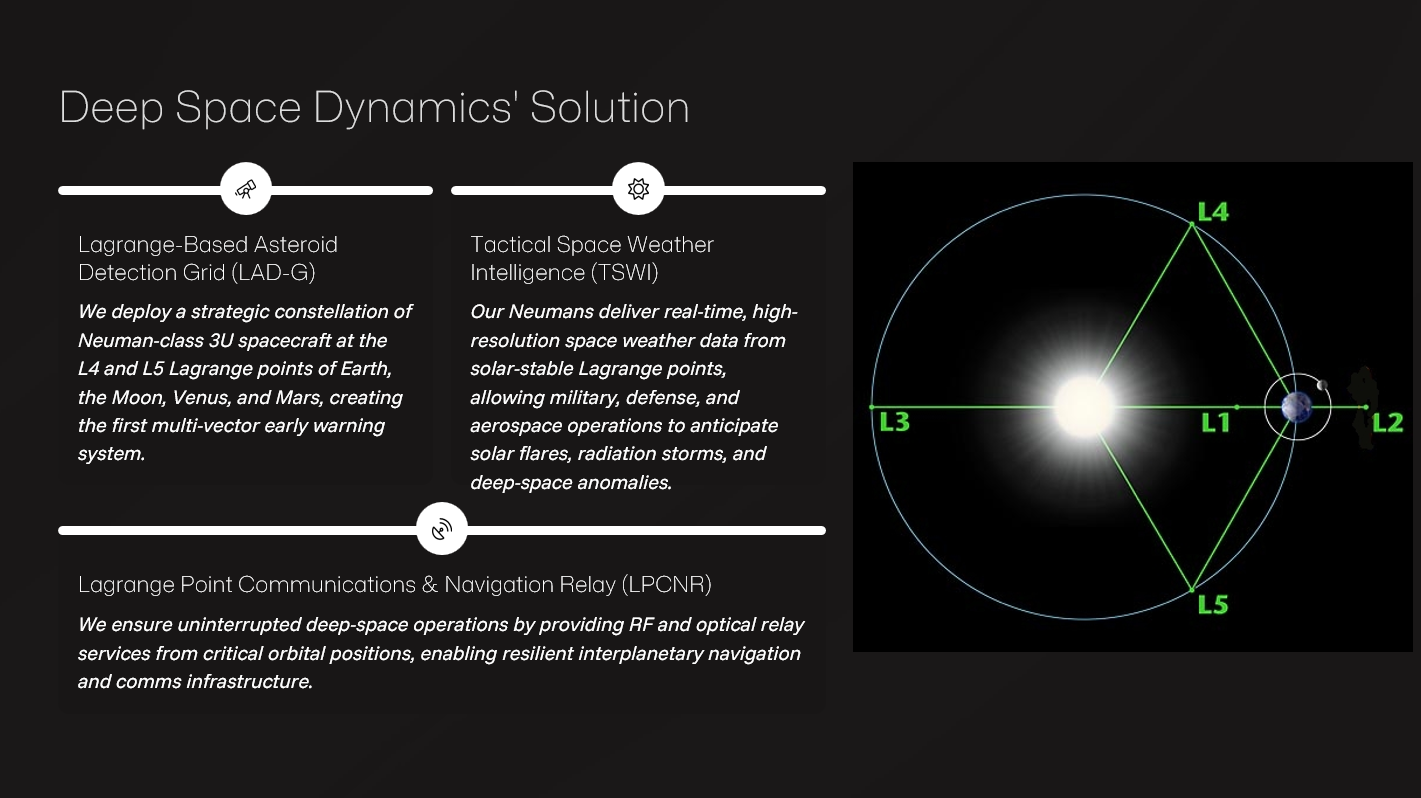 Deep Space Dynamics' Solution
Lagrange-Based Asteroid
Detection Grid (LAD-G)
We deploy a strategic constellation of
Neuman-class 3U spacecraft at the
L4 and L5 Lagrange points of Earth,
the Moon, Venus, and Mars, creating
the first multi-vector early warning
system.
Tactical Space Weather
Intelligence (TSWI)
Our Neumans deliver real-time, high-
resolution space weather data from
solar-stable Lagrange points,
allowing military, defense, and
aerospace operations to anticipate
solar flares, radiation storms, and
deep-space anomalies.
Lagrange Point Communications & Navigation Relay (LPCNR)
We ensure uninterrupted deep-space operations by providing RF and optical relay
services from critical orbital positions, enabling resilient interplanetary navigation
and comms infrastructure.
L4
L3
L1
L2
L5